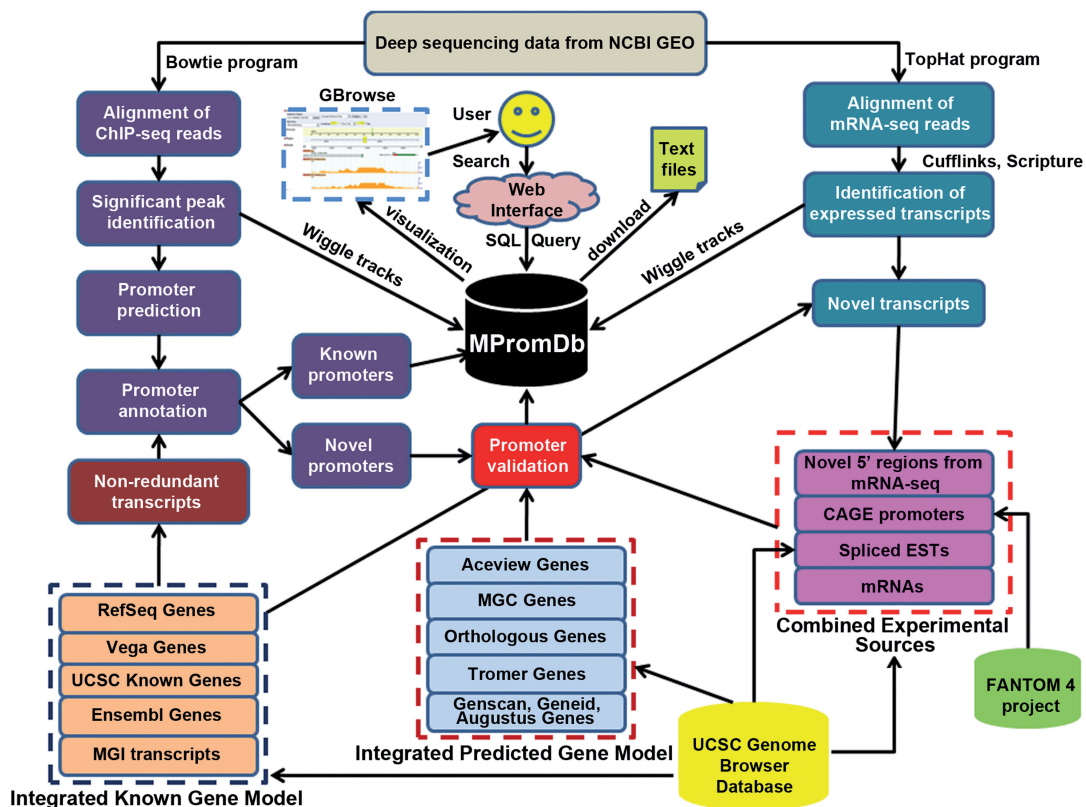 Deep sequencing data from NCBI GEO
Bowtie program
TopHat program
Alignment of
ChIP-seq reads
GBrowse
User
Search
Web
Interface
SQL Query
Text
files
Alignment of
mRNA-seq reads
Cufflinks, Scripture
Significant peak
identification
Identification of
expressed transcripts
Wiggle tracks
visualization
download
Wiggle tracks
Promoter
prediction
MPromDb
Novel transcripts
Known
promoters
Promoter
annotation
Novel
promoters
Promoter
validation
Non-redundant
transcripts
Novel 5’ regions from
mRNA-seq
CAGE promoters
Spliced ESTs
mRNAs
Combined Experimental
Sources
Aceview Genes
MGC Genes
Orthologous Genes
Tromer Genes
Genscan, Geneid,
Augustus Genes
Integrated Predicted Gene Model
RefSeq Genes
Vega Genes
UCSC Known Genes
Ensembl Genes
MGI transcripts
Integrated Known Gene Model
UCSC Genome
Browser
Database
FANTOM 4
project